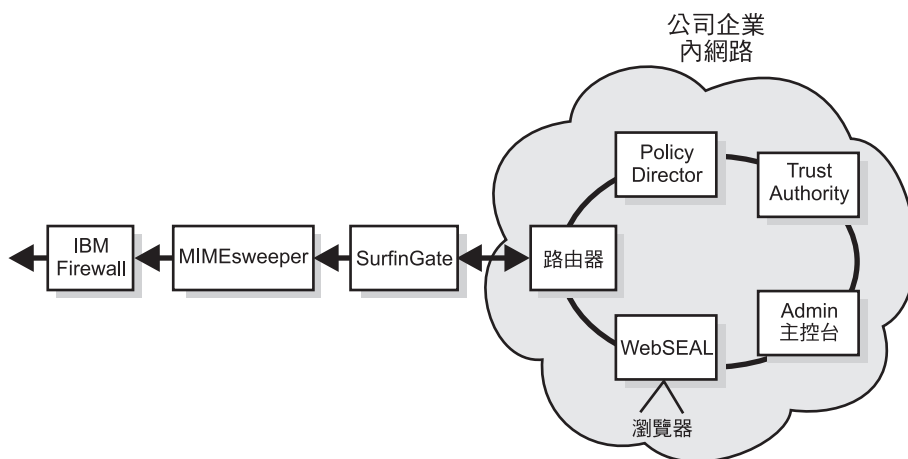 公司企業
內網路
Policy
Director
Trust
Authority
IBM
Firewall
MIMEsweeper
SurfinGate
路由器
Admin
主控台
WebSEAL
瀏覽器